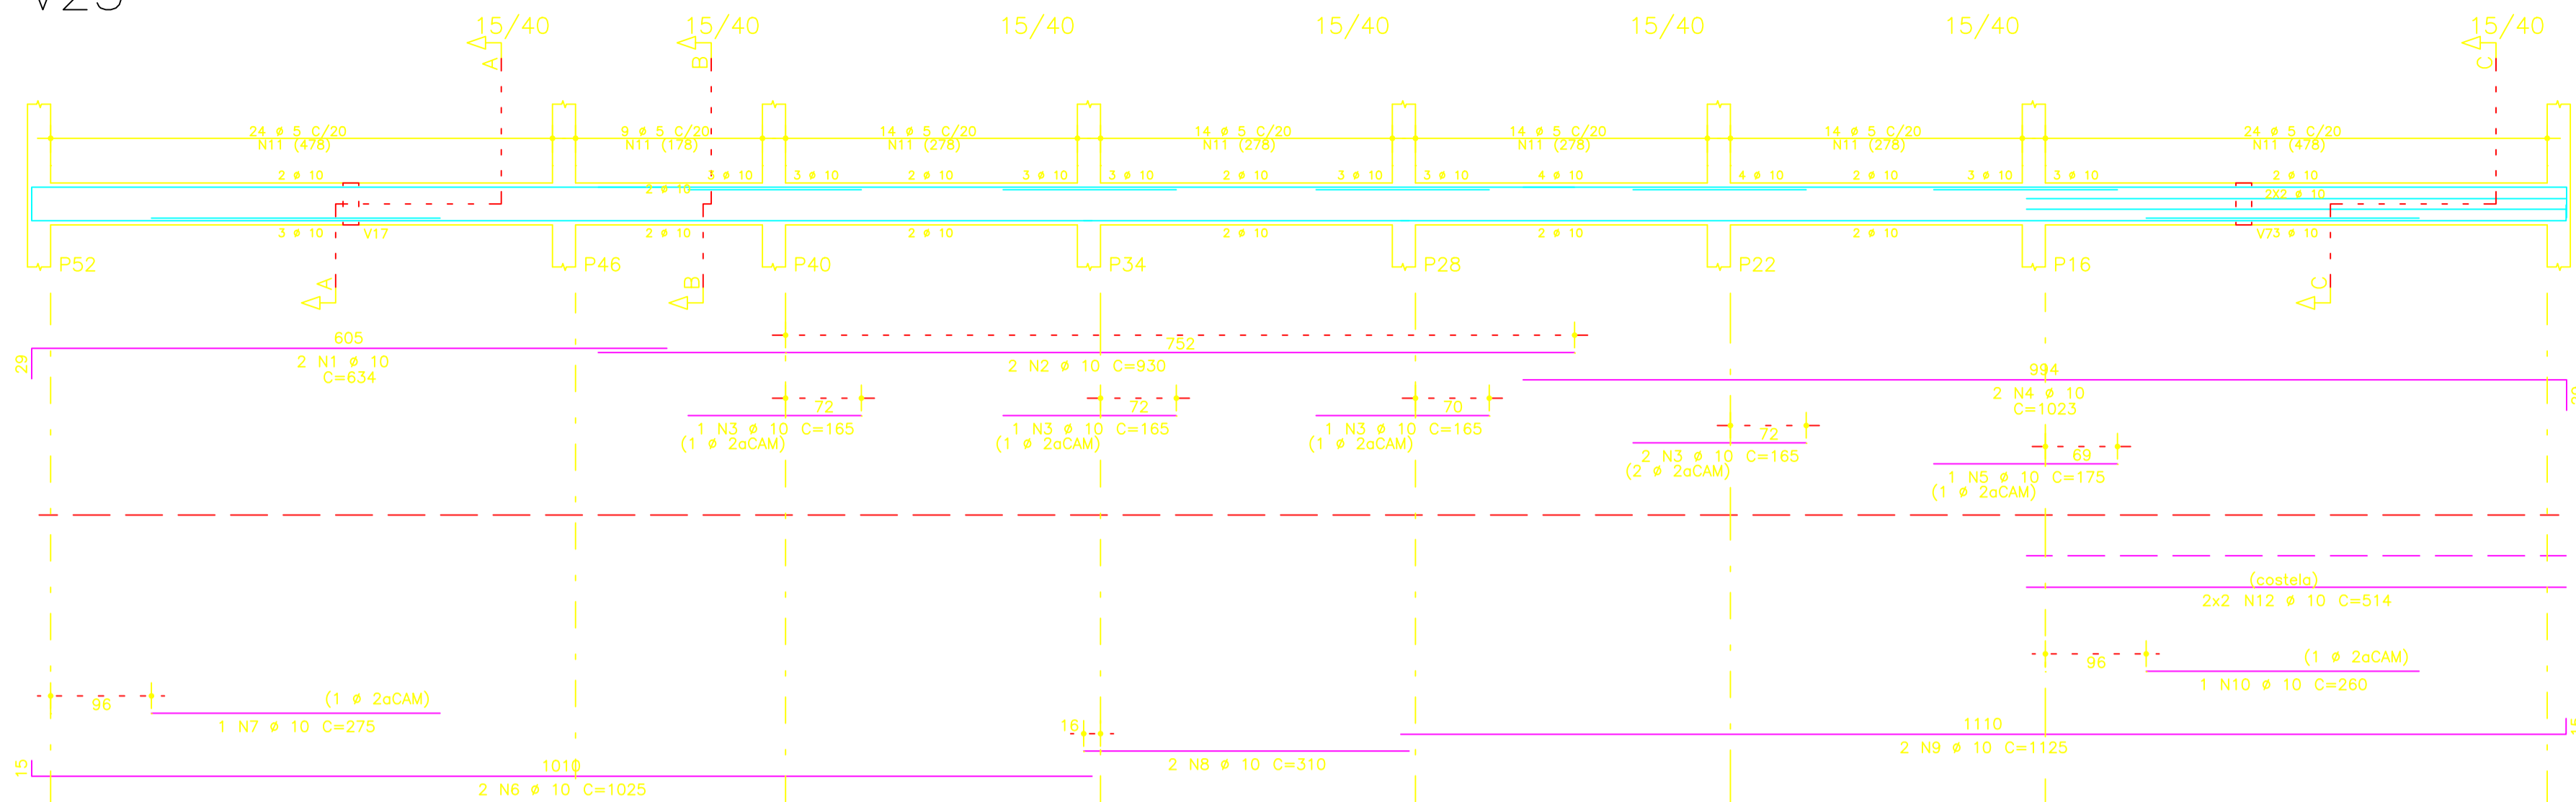 15/40 15/40 15/40 15/40 15/40 15/40 15/40
A B C
24 ø 5 C/20 9 ø 5 C/20 14 ø 5 C/20 14 ø 5 C/20 14 ø 5 C/20 14 ø 5 C/20 24 ø 5 C/20
N11 (478) N11 (178) N11 (278) N11 (278) N11 (278) N11 (278) N11 (478)
2 ø 10 3 ø 10 3 ø 10 2 ø 10 3 ø 10 3 ø 10 2 ø 10 3 ø 10 3 ø 10 4 ø 10 4 ø 10 2 ø 10 3 ø 10 3 ø 10 2 ø 10
2 ø 10 2X2 ø 10
3 ø 10 V17 2 ø 10 2 ø 10 2 ø 10 2 ø 10 2 ø 10 V73 ø 10
P52 P46 P40 P34 P28 P22 P16
A B C
605
29
2 N1 ø 10
C=634
752
2 N2 ø 10 C=930
994
2 N4 ø 10
C=1023
72 72 70
1 N3 ø 10 C=165 1 N3 ø 10 C=165 1 N3 ø 10 C=165
(1 ø 2aCAM) (1 ø 2aCAM) (1 ø 2aCAM)
72
2 N3 ø 10 C=165
(2 ø 2aCAM)
69
1 N5 ø 10 C=175
(1 ø 2aCAM)
(costela)
2x2 N12 ø 10 C=514
96 (1 ø 2aCAM)
1 N10 ø 10 C=260
96 (1 ø 2aCAM)
1 N7 ø 10 C=275
16
2 N8 ø 10 C=310
1110
2 N9 ø 10 C=1125
15
1010
2 N6 ø 10 C=1025